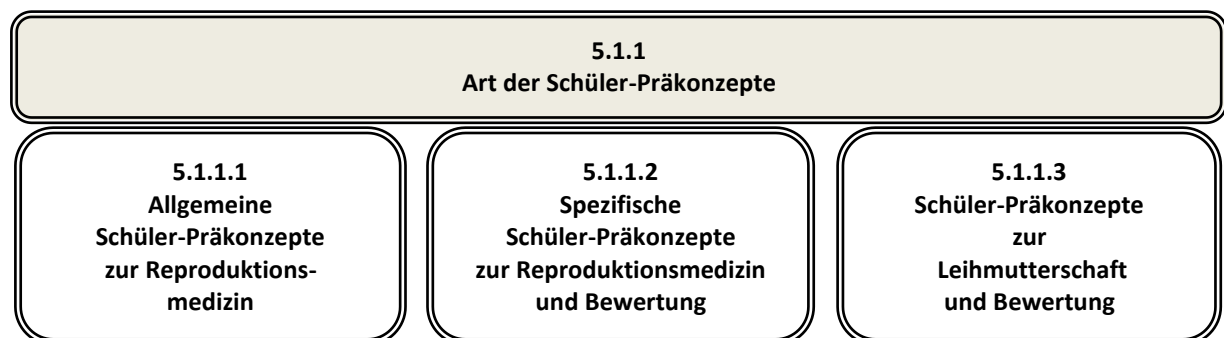 5.1.1
Art der Schüler-Präkonzepte
5.1.1.1
Allgemeine
Schüler-Präkonzepte
zur Reproduktions-
medizin
5.1.1.2
Spezifische
Schüler-Präkonzepte
zur Reproduktionsmedizin
und Bewertung
5.1.1.3
Schüler-Präkonzepte
zur
Leihmutterschaft
und Bewertung